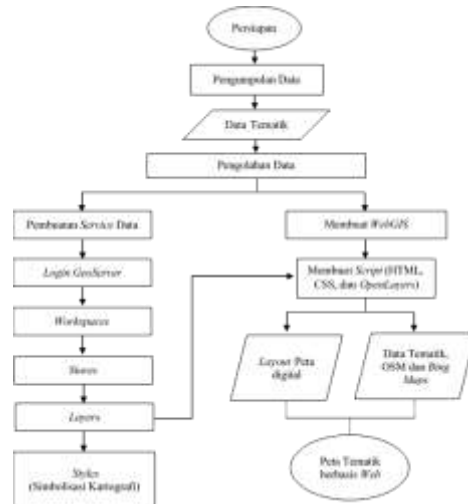 Persiapan
Pengumpulan Data
Data Tematik
Pengolahan Data
Pembuatan Service Data
Login GeoServer
Workspaces
Stores
Layers
Styles
(Simbolisasi Kartografi)
Membuat WebGIS
Membuat Script (HTML,
CSS, dan OpenLayers)
Layout Peta
digital
Data Tematik,
OSM dan Bing
Maps
Peta Tematik
berbasis Web